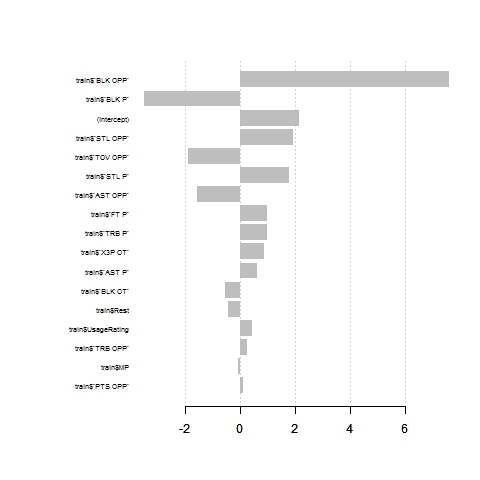 train$`BLK OPP`
train$`BLK P`
(Intercept)
train$`STL OPP`
train$`TOV OPP`
train$`STL P`
train$`AST OPP`
train$`FT P`
train$`TRB P`
train$`X3P OT`
train$`AST P`
train$`BLK OT`
train$Rest
train$UsageRating
train$`TRB OPP`
train$MP
train$`PTS OPP`
-2 0 2 4 6